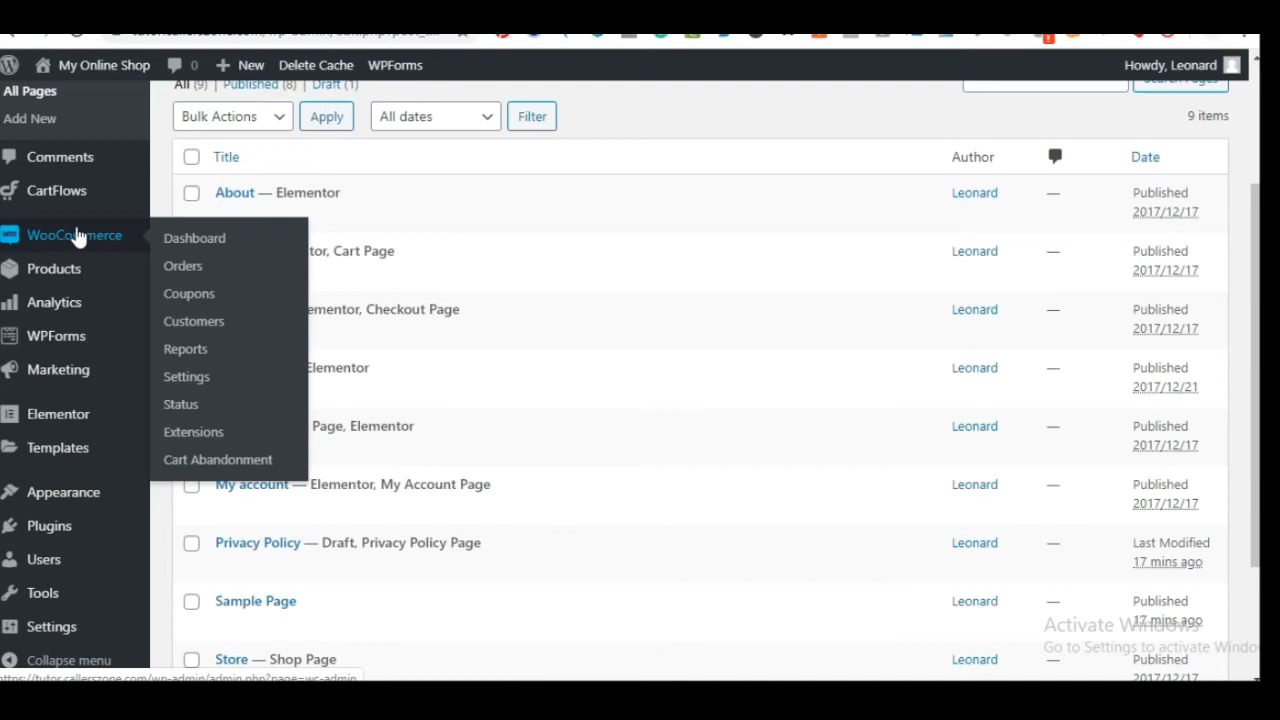 My Online Shop 0 New Delete Cache WPForms Howdy, Leonard
All Pages
All (9) | Published (8) | Draft (1)
Search Pages
Add New
Bulk Actions Apply All dates Filter 9 items
Comments
Title Author Date
CartFlows
About — Elementor Leonard Published
2017/12/17
WooCommerce
Dashboard
tor, Cart Page Leonard Published
2017/12/17
Products
Orders
Coupons
Analytics
ementor, Checkout Page Leonard Published
2017/12/17
Customers
WPForms
Reports
Marketing
Elementor Leonard Published
2017/12/21
Settings
Status
Elementor
Page, Elementor Leonard Published
2017/12/17
Extensions
Templates
Cart Abandonment
My account — Elementor, My Account Page Leonard Published
2017/12/17
Appearance
Plugins
Privacy Policy — Draft, Privacy Policy Page Leonard Last Modified
17 mins ago
Users
Tools
Sample Page Leonard Published
17 mins ago
Settings
Activate Windows
Go to Settings to activate Windo
Collapse menu
Store — Shop Page Leonard Published
2017/12/17
https://tutor.callerszone.com/wp-admin/admin.php?page=wc-admin